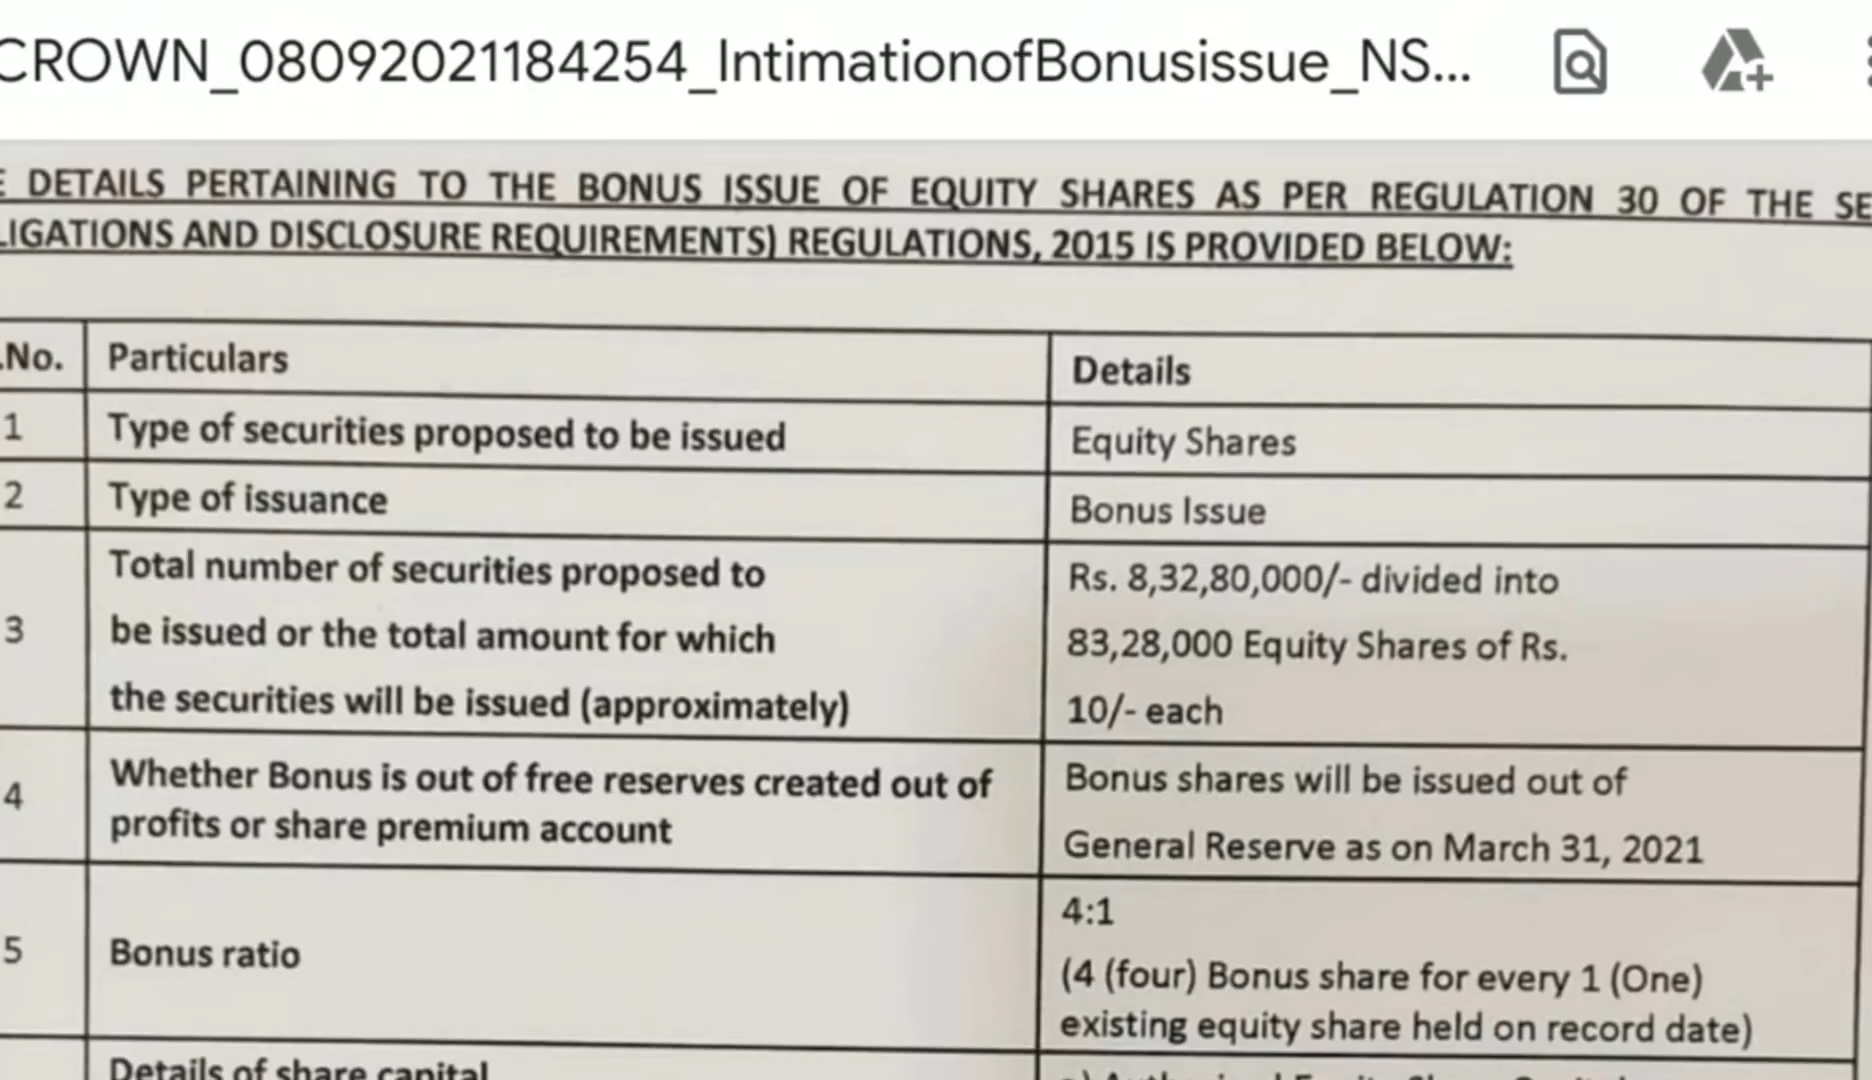 CROWN_08092021184254_IntimationofBonusissue_NS...
DETAILS PERTAINING TO THE BONUS ISSUE OF EQUITY SHARES AS PER REGULATION 30 OF THE SE
LIGATIONS AND DISCLOSURE REQUIREMENTS) REGULATIONS, 2015 IS PROVIDED BELOW:
.No. Particulars Details
1 Type of securities proposed to be issued Equity Shares
2 Type of issuance Bonus Issue
3 Total number of securities proposed to
be issued or the total amount for which
the securities will be issued (approximately)
Rs. 8,32,80,000/- divided into
83,28,000 Equity Shares of Rs.
10/- each
4 Whether Bonus is out of free reserves created out of
profits or share premium account
Bonus shares will be issued out of
General Reserve as on March 31, 2021
5 Bonus ratio
4:1
(4 (four) Bonus share for every 1 (One)
existing equity share held on record date)
Details of share capital